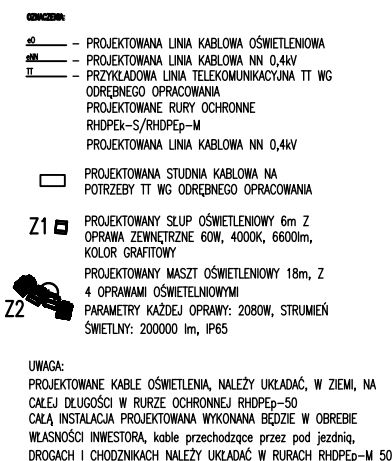 OZNACZENIA:
eO – PROJEKTOWANA LINIA KABLOWA OŚWIETLENIOWA
eNN – PROJEKTOWANA LINIA KABLOWA NN 0,4kV
TT – PRZYKŁADOWA LINIA TELEKOMUNIKACYJNA TT WG
ODRĘBNEGO OPRACOWANIA
PROJEKTOWANE RURY OCHRONNE
RHDPEk-S/RHDPEp-M
PROJEKTOWANA LINIA KABLOWA NN 0,4kV
PROJEKTOWANA STUDNIA KABLOWA NA
POTRZEBY TT WG ODRĘBNEGO OPRACOWANIA
Z1 PROJEKTOWANY SŁUP OŚWIETLENIOWY 6m Z
OPRAWA ZEWNĘTRZNE 60W, 4000K, 6600lm,
KOLOR GRAFITOWY
PROJEKTOWANY MASZT OŚWIETLENIOWY 18m, Z
4 OPRAWAMI OŚWIETELNIOWYMI
Z2 PARAMETRY KAŻDEJ OPRAWY: 2080W, STRUMIEŃ
ŚWIETLNY: 200000 lm, IP65
UWAGA:
PROJEKTOWANE KABLE OŚWIETLENIA, NALEŻY UKŁADAĆ, W ZIEMI, NA
CAŁEJ DŁUGOŚCI W RURZE OCHRONNEJ RHDPEp-50
CAŁĄ INSTALACJA PROJEKTOWANA WYKONANA BĘDZIE W OBREBIE
WŁASNOŚCI INWESTORA, kable przechodzące przez pod jezdnią,
DROGACH I CHODZNIKACH NALEŻY UKŁADAĆ W RURACH RHDPEp-M 50